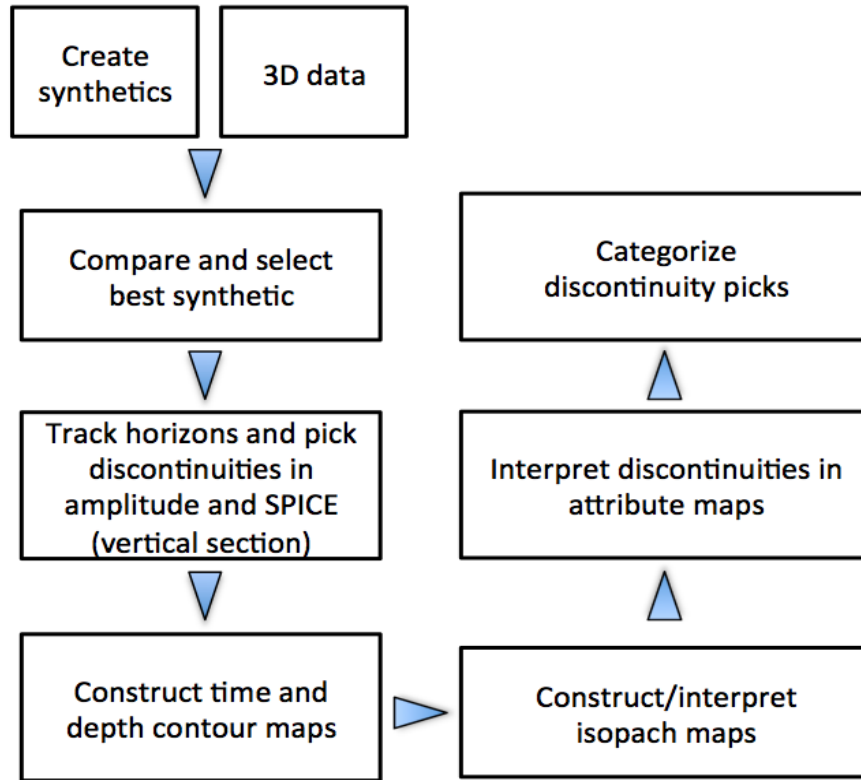 Create
synthetics
3D data
Compare and select
best synthetic
Track horizons and pick
discontinuities in
amplitude and SPICE
(vertical section)
Construct time and
depth contour maps
Construct/interpret
isopach maps
Interpret discontinuities in
attribute maps
Categorize
discontinuity picks